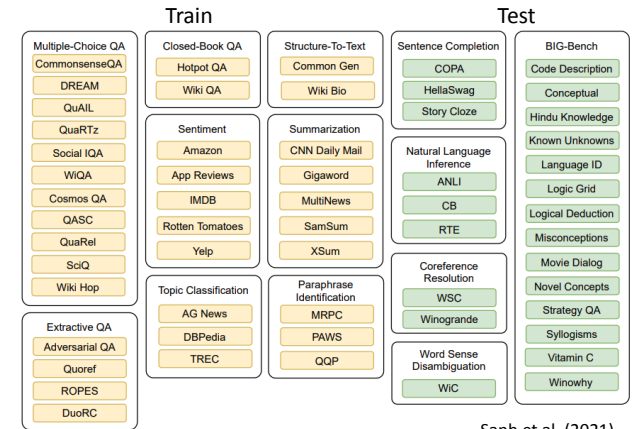 Train
Test
Multiple-Choice QA
CommonsenseQA
DREAM
QuAIL
QuaRTz
Social IQA
WiQA
Cosmos QA
QASC
QuaRel
SciQ
Wiki Hop
Extractive QA
Adversarial QA
Quoref
ROPES
DuoRC
Closed-Book QA
Hotpot QA
Wiki QA
Sentiment
Amazon
App Reviews
IMDB
Rotten Tomatoes
Yelp
Topic Classification
AG News
DBPedia
TREC
Structure-To-Text
Common Gen
Wiki Bio
Summarization
CNN Daily Mail
Gigaword
MultiNews
SamSum
XSum
Paraphrase
Identification
MRPC
PAWS
QQP
Sentence Completion
COPA
HellaSwag
Story Cloze
Natural Language
Inference
ANLI
CB
RTE
Coreference
Resolution
WSC
Winogrande
Word Sense
Disambiguation
WiC
BIG-Bench
Code Description
Conceptual
Hindu Knowledge
Known Unknowns
Language ID
Logic Grid
Logical Deduction
Misconceptions
Movie Dialog
Novel Concepts
Strategy QA
Syllogisms
Vitamin C
Winowhy
Sanh et al. (2021)